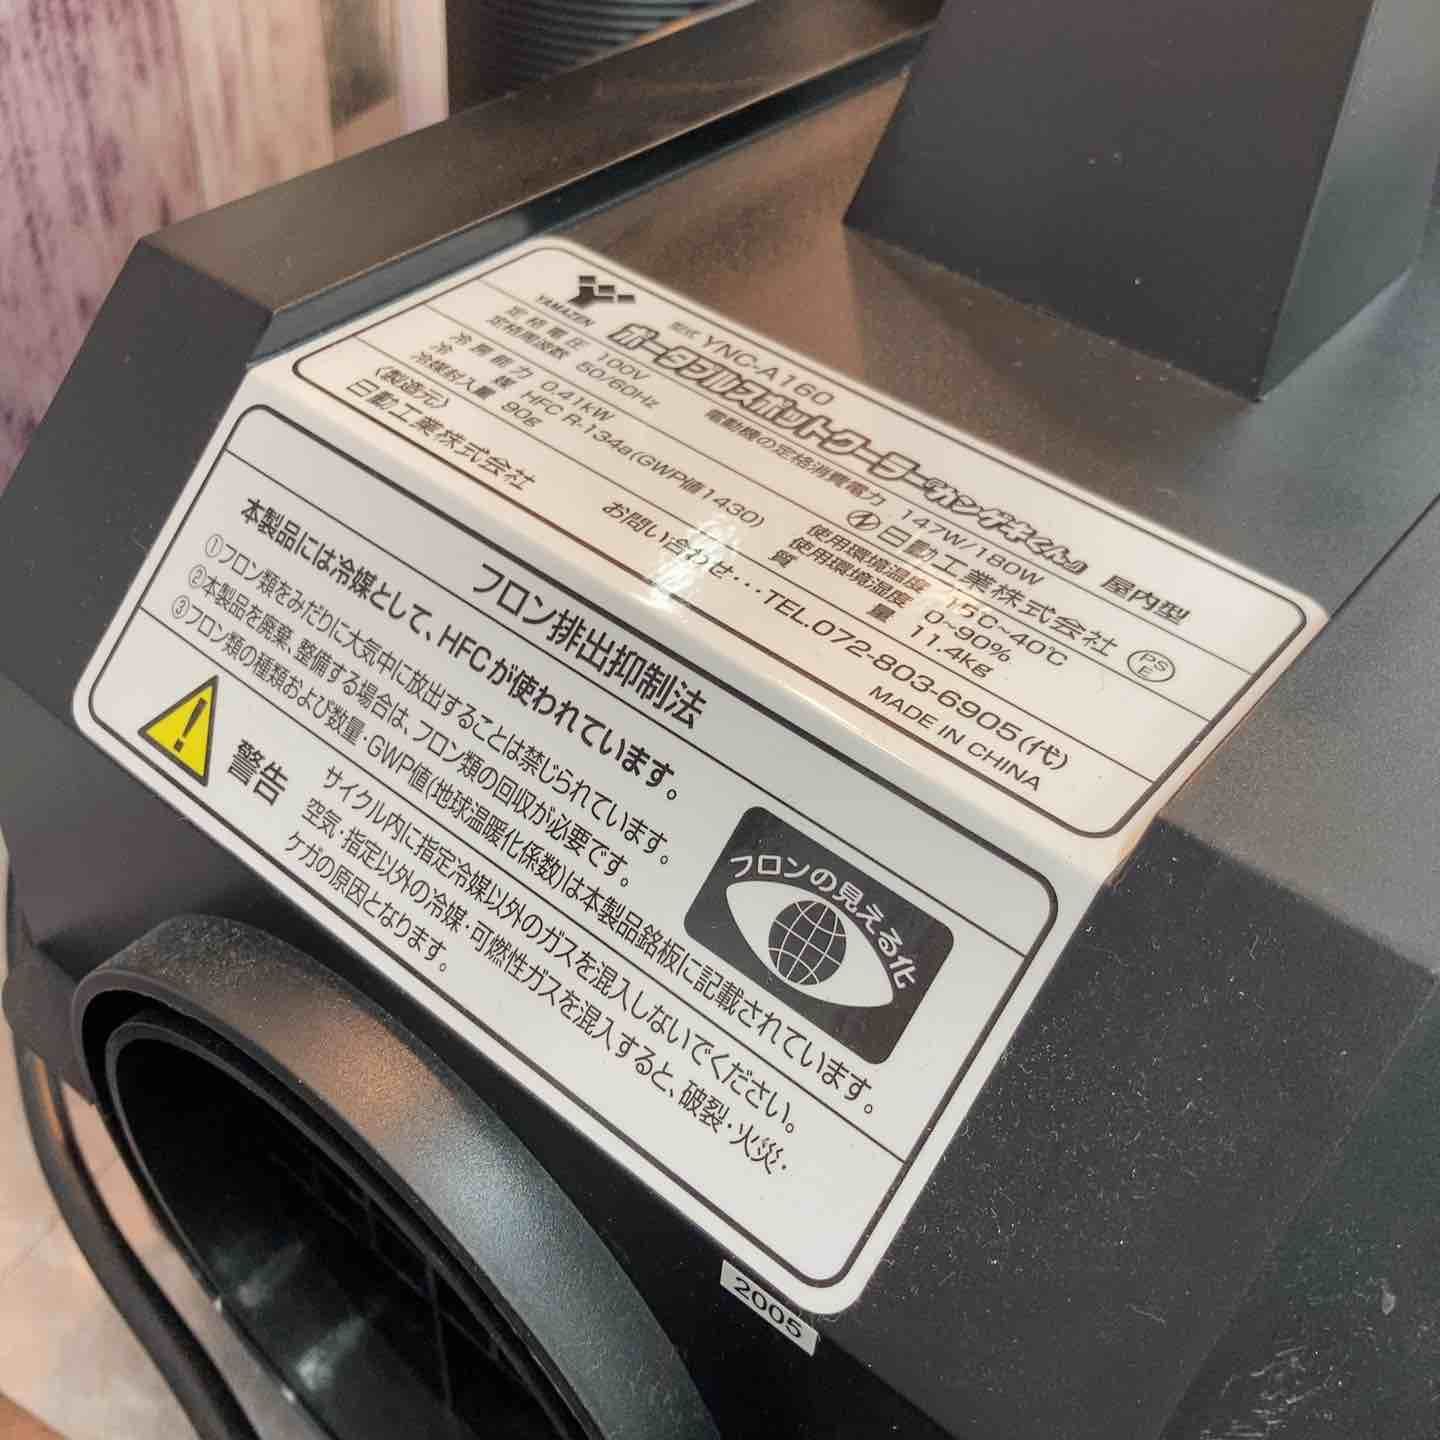 YAMAZEN
型式 YNC-A160
ポータブルスポットクーラー『カンゲキくん』 屋内型
定格電圧 100V
定格周波数 50/60Hz
電動機の定格消費電力 147W/180W
日動工業株式会社
PS
E
冷房能力 0.41kW
冷媒 HFC R-134a(GWP値1430)
冷媒封入量 90g
使用環境温度 15℃~40℃
使用環境湿度 0~90%
質量 11.4kg
〈製造元〉
日動工業株式会社
お問い合わせ・・・TEL.072-803-6905(代)
MADE IN CHINA
フロン排出抑制法
本製品には冷媒として、HFCが使われています。
①フロン類をみだりに大気中に放出することは禁じられています。
②本製品を廃棄、整備する場合は、フロン類の回収が必要です。
③フロン類の種類および数量・GWP値(地球温暖化係数)は本製品銘板に記載されています。
フロンの見える化
警告
サイクル内に指定冷媒以外のガスを混入しないでください。
空気・指定以外の冷媒・可燃性ガスを混入すると、破裂・火災・
ケガの原因となります。
2005